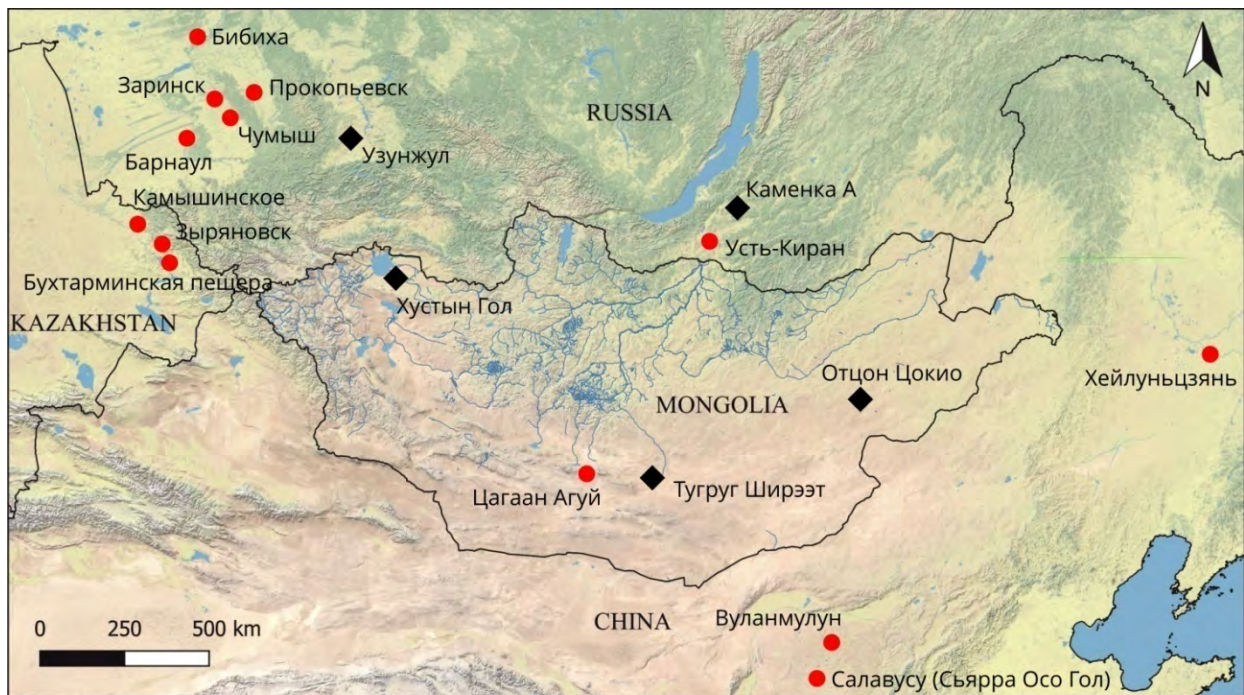 Бибиха
Заринск
Прокопьевск
RUSSIA
N
Чумыш
Барнаул
Узунжул
Камышинское
Каменка А
Зыряновск
Усть-Киран
Бухтарминская пещера
Хустын Гол
KAZAKHSTAN
Отцон Цокио
Хейлуньцзянь
MONGOLIA
Цагаан Агуй
Тугруг Ширээт
CHINA
Вуланмулун
0 250 500 km
Салавусу (Сьярра Осо Гол)